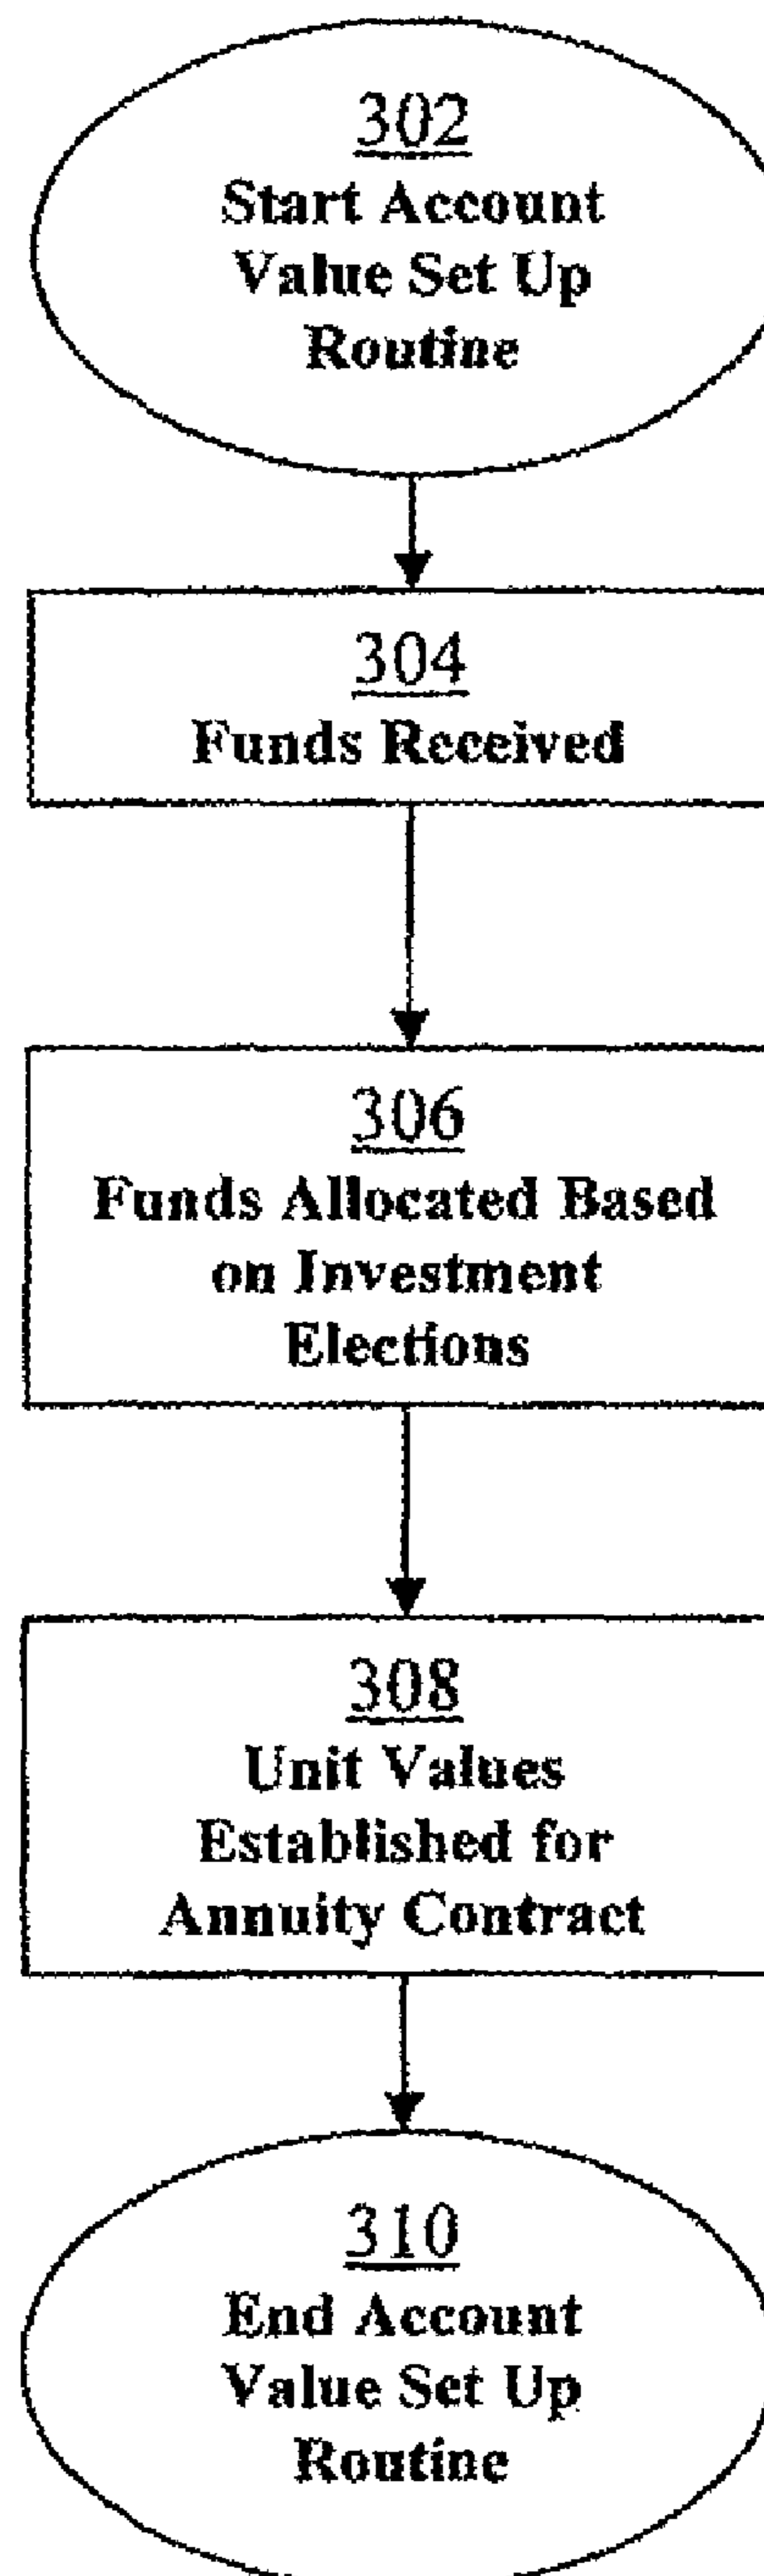 302
Start Account
Value Set Up
Routine
304
Funds Received
306
Funds Allocated Based
on Investment
Elections
308
Unit Values
Established for
Annuity Contract
310
End Account
Value Set Up
Routine